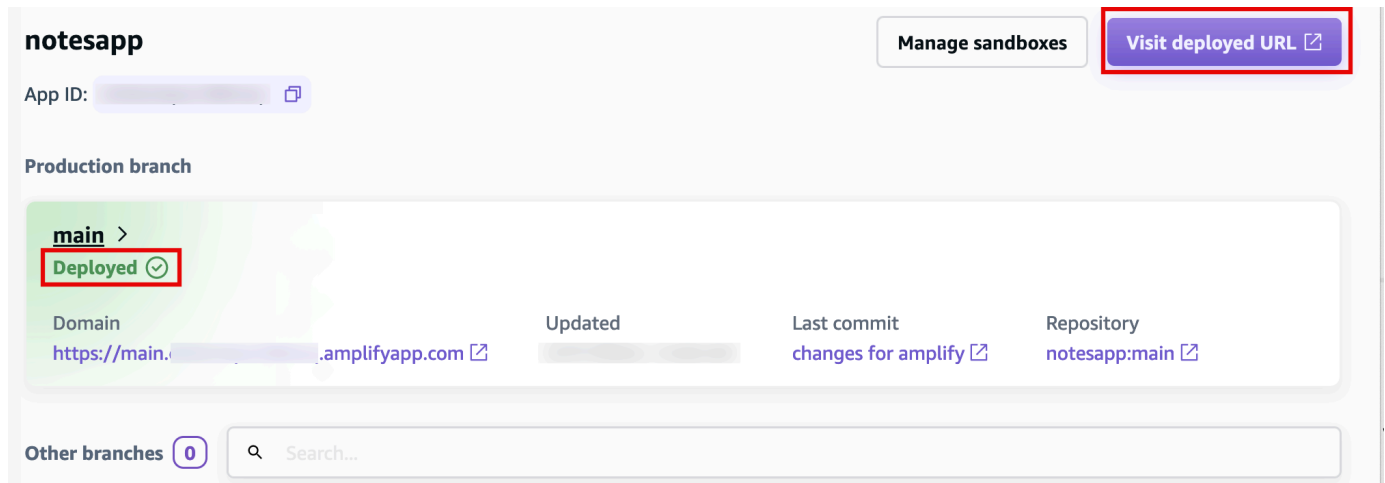 notesapp
Manage sandboxes
Visit deployed URL
App ID:
Production branch
main >
Deployed
Domain
Updated
Last commit
Repository
https://main. .amplifyapp.com
changes for amplify
notesapp:main
Other branches 0
Search...